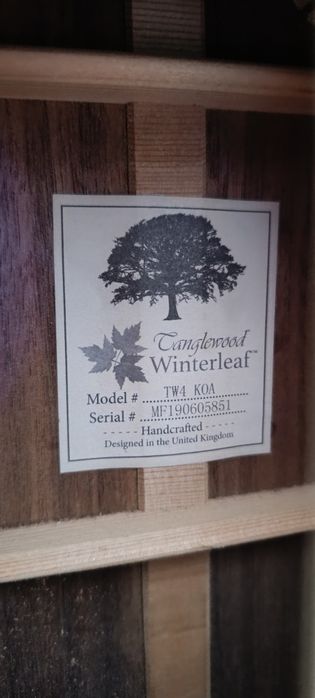 Tanglewood
Winterleaf™
Model # TW4 KOA
Serial # MF190605851
- - - - - Handcrafted - - - - -
Designed in the United Kingdom